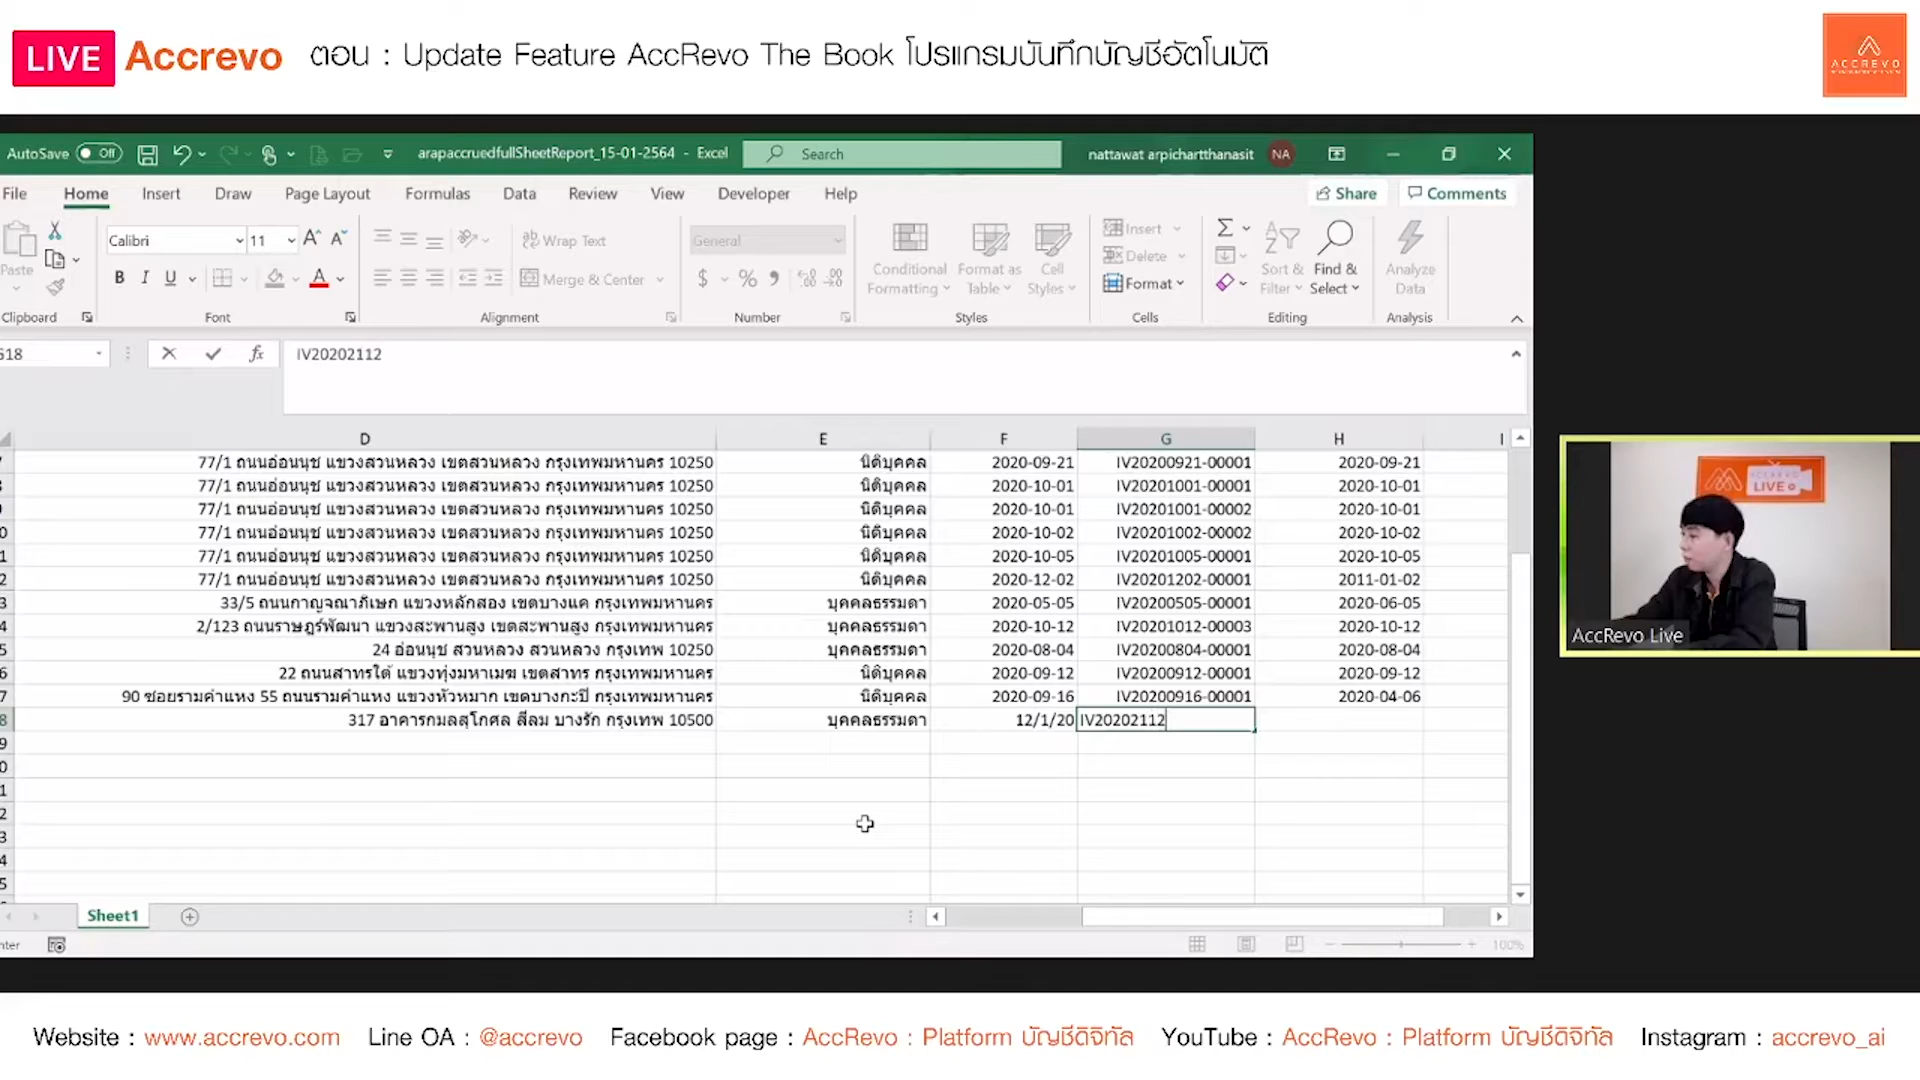 LIVE Accrevo ตอน : Update Feature AccRevo The Book โปรแกรมบันทึกบัญชีอัตโนมัติ
ACCREVO
AutoSave Off arapaccruedfullSheetReport_15-01-2564 - Excel Search nattawat arpichartthanasit NA
File Home Insert Draw Page Layout Formulas Data Review View Developer Help Share Comments
Calibri 11 Wrap Text General Insert
Paste B I U Merge & Center $ % Conditional Formatting Format as Table Cell Styles Delete Format Sort & Filter Find & Select Analyze Data
Clipboard Font Alignment Number Styles Cells Editing Analysis
G18 fx IV20202112
D E F G H I
7 77/1 ถนนอ่อนนุช แขวงสวนหลวง เขตสวนหลวง กรุงเทพมหานคร 10250 นิติบุคคล 2020-09-21 IV20200921-00001 2020-09-21
8 77/1 ถนนอ่อนนุช แขวงสวนหลวง เขตสวนหลวง กรุงเทพมหานคร 10250 นิติบุคคล 2020-10-01 IV20201001-00001 2020-10-01
9 77/1 ถนนอ่อนนุช แขวงสวนหลวง เขตสวนหลวง กรุงเทพมหานคร 10250 นิติบุคคล 2020-10-01 IV20201001-00002 2020-10-01
0 77/1 ถนนอ่อนนุช แขวงสวนหลวง เขตสวนหลวง กรุงเทพมหานคร 10250 นิติบุคคล 2020-10-02 IV20201002-00002 2020-10-02
1 77/1 ถนนอ่อนนุช แขวงสวนหลวง เขตสวนหลวง กรุงเทพมหานคร 10250 นิติบุคคล 2020-10-05 IV20201005-00001 2020-10-05
2 77/1 ถนนอ่อนนุช แขวงสวนหลวง เขตสวนหลวง กรุงเทพมหานคร 10250 นิติบุคคล 2020-12-02 IV20201202-00001 2011-01-02
3 33/5 ถนนกาญจณาภิเษก แขวงหลักสอง เขตบางแค กรุงเทพมหานคร บุคคลธรรมดา 2020-05-05 IV20200505-00001 2020-06-05
4 2/123 ถนนราษฎร์พัฒนา แขวงสะพานสูง เขตสะพานสูง กรุงเทพมหานคร บุคคลธรรมดา 2020-10-12 IV20201012-00003 2020-10-12
5 24 อ่อนนุช สวนหลวง สวนหลวง กรุงเทพ 10250 บุคคลธรรมดา 2020-08-04 IV20200804-00001 2020-08-04
6 22 ถนนสาทรใต้ แขวงทุ่งมหาเมฆ เขตสาทร กรุงเทพมหานคร นิติบุคคล 2020-09-12 IV20200912-00001 2020-09-12
7 90 ซอยรามคำแหง 55 ถนนรามคำแหง แขวงหัวหมาก เขตบางกะปิ กรุงเทพมหานคร นิติบุคคล 2020-09-16 IV20200916-00001 2020-04-06
8 317 อาคารกมลสุโกศล สีลม บางรัก กรุงเทพ 10500 บุคคลธรรมดา 12/1/20 IV20202112
9
0
1
2
3
4
5
Sheet1
nter 100%
ACCREVO
LIVE
AccRevo Live
Website : www.accrevo.com Line OA : @accrevo Facebook page : AccRevo : Platform บัญชีดิจิทัล YouTube : AccRevo : Platform บัญชีดิจิทัล Instagram : accrevo_ai